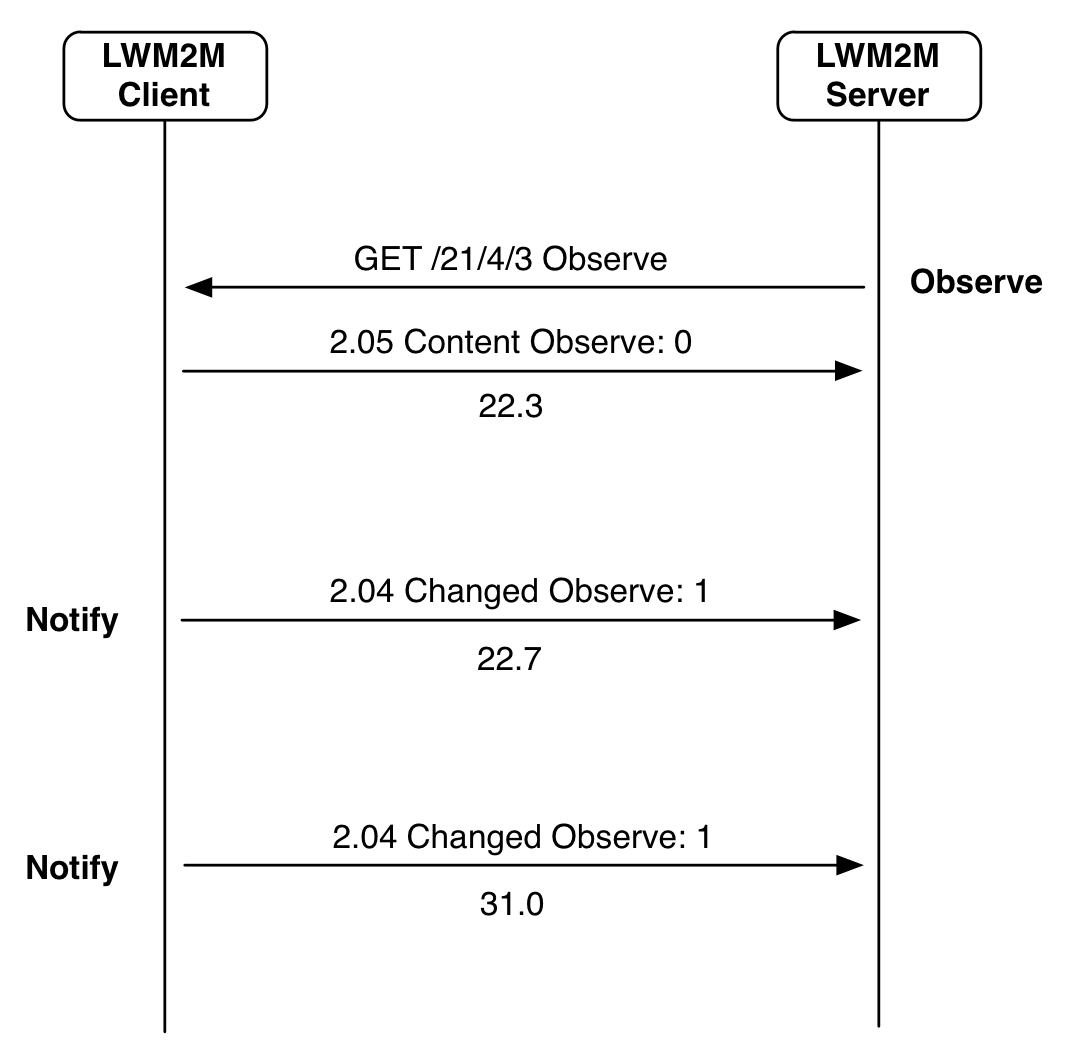 LWM2M
Client
LWM2M
Server
GET /21/4/3 Observe
Observe
2.05 Content Observe: 0
22.3
2.04 Changed Observe: 1
Notify
22.7
2.04 Changed Observe: 1
Notify
31.0